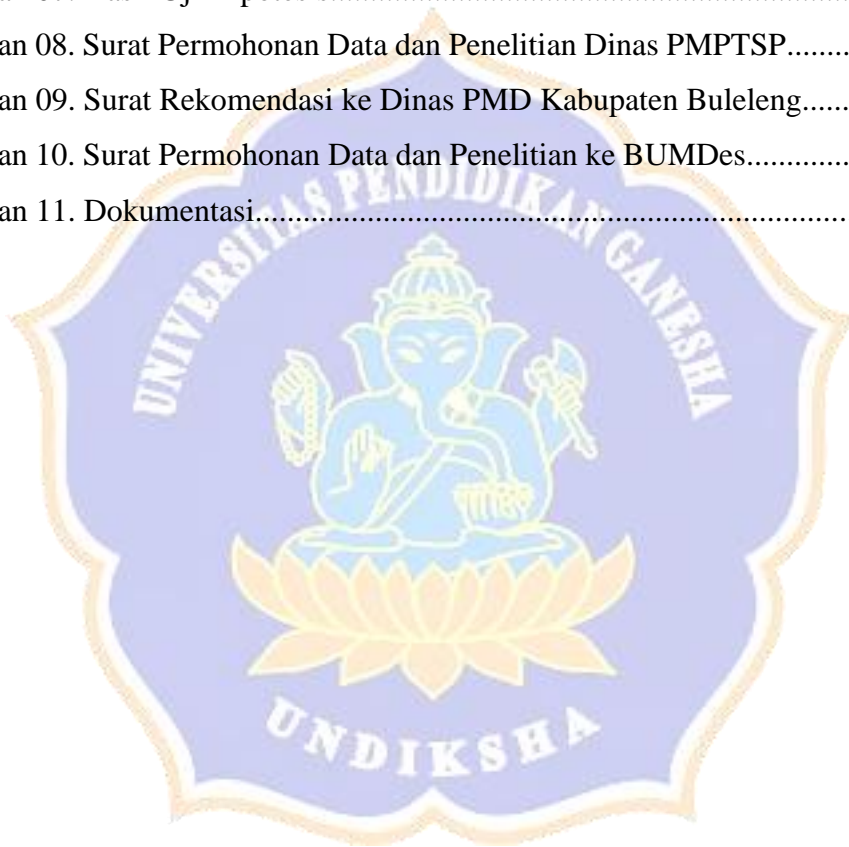 an 08. Surat Permohonan Data dan Penelitian Dinas PMPTSP........
an 09. Surat Rekomendasi ke Dinas PMD Kabupaten Buleleng......
an 10. Surat Permohonan Data dan Penelitian ke BUMDes.............
an 11. Dokumentasi.....................................................................
UNIVERSITAS PENDIDIKAN GANESHA
UNDIKSHA